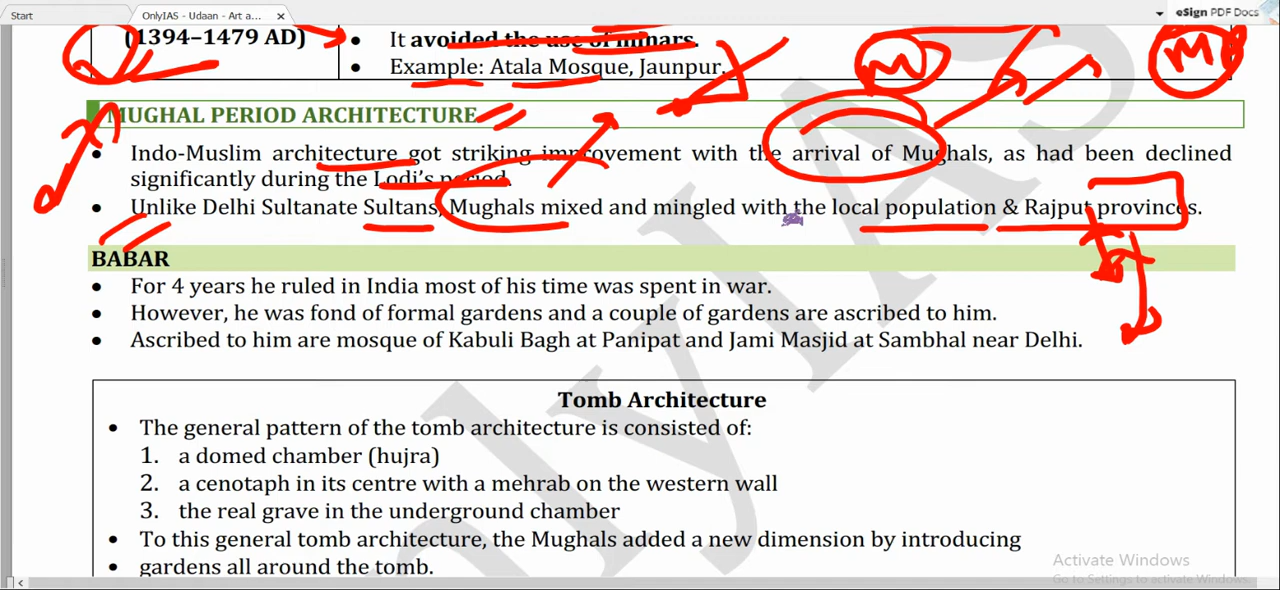 Start
OnlyIAS - Udaan - Art a...
eSign PDF Docs
(1394–1479 AD)
• It avoided the use of minars.
• Example: Atala Mosque, Jaunpur.
M
M
MUGHAL PERIOD ARCHITECTURE
• Indo-Muslim architecture got striking improvement with the arrival of Mughals, as had been declined
significantly during the Lodi's period.
• Unlike Delhi Sultanate Sultans, Mughals mixed and mingled with the local population & Rajput provinces.
BABAR
• For 4 years he ruled in India most of his time was spent in war.
• However, he was fond of formal gardens and a couple of gardens are ascribed to him.
• Ascribed to him are mosque of Kabuli Bagh at Panipat and Jami Masjid at Sambhal near Delhi.
Tomb Architecture
• The general pattern of the tomb architecture is consisted of:
1. a domed chamber (hujra)
2. a cenotaph in its centre with a mehrab on the western wall
3. the real grave in the underground chamber
• To this general tomb architecture, the Mughals added a new dimension by introducing
• gardens all around the tomb.
Activate Windows
Go to Settings to activate Windows.